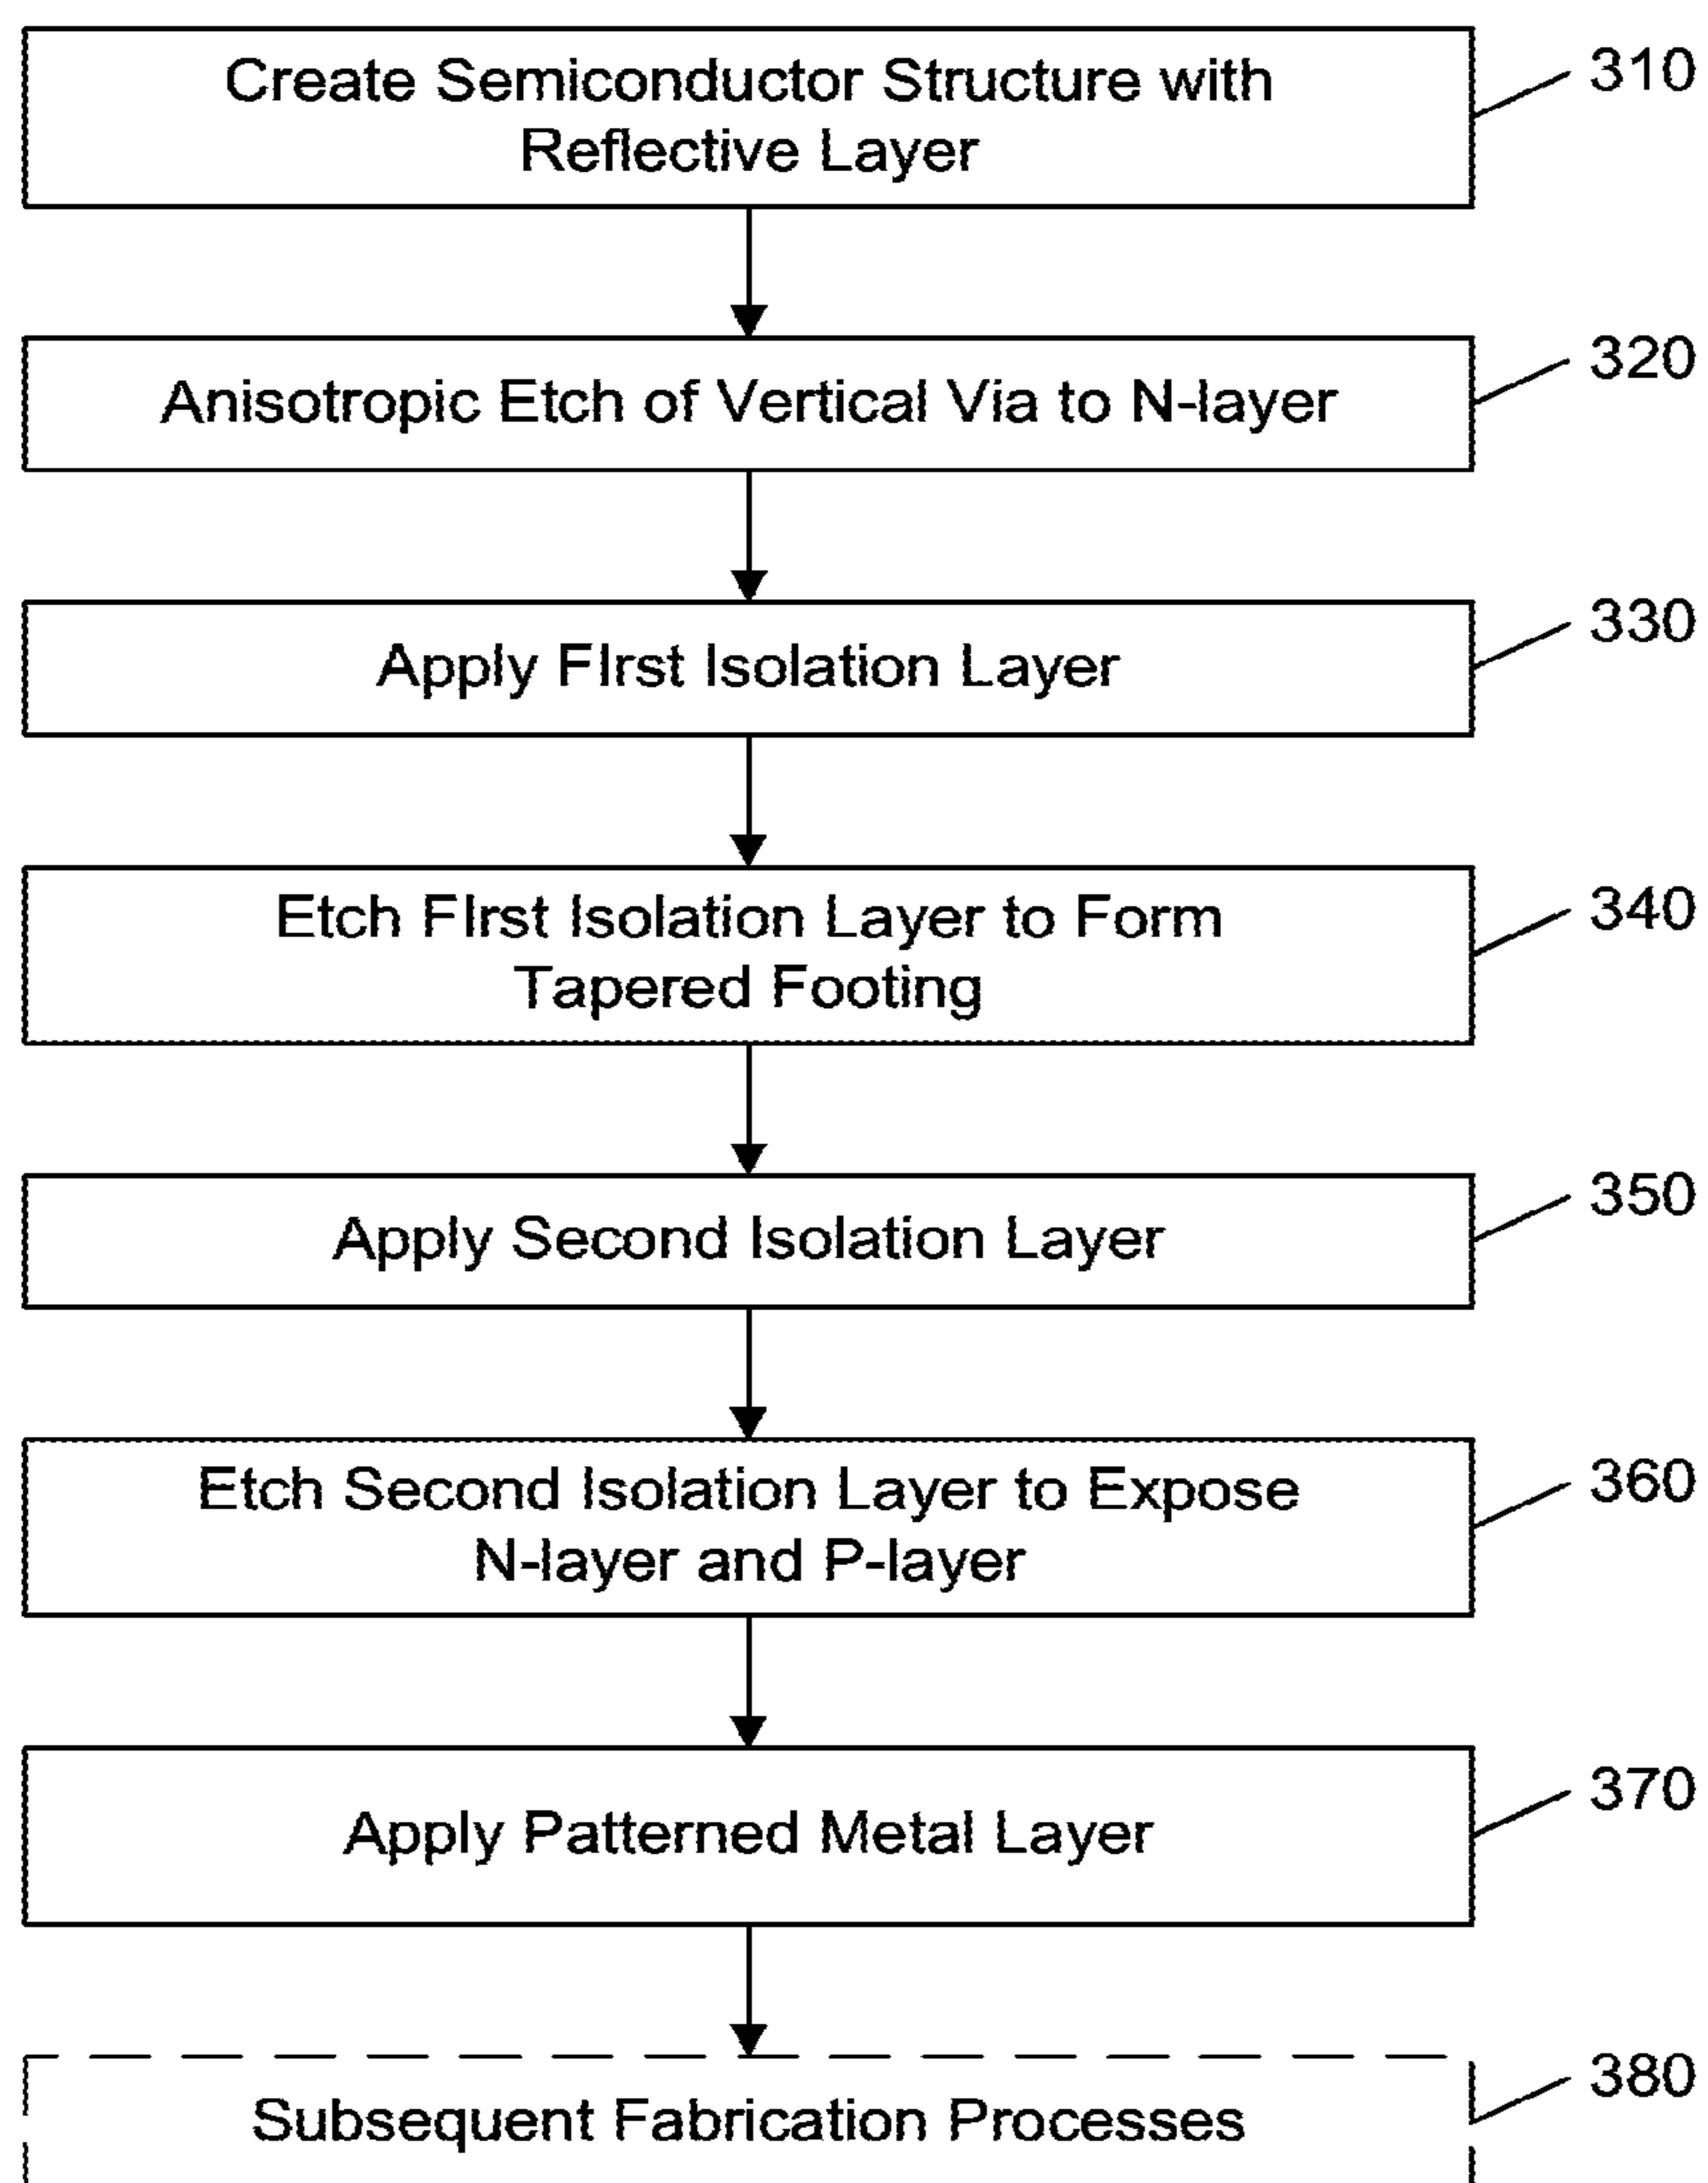 Create Semiconductor Structure with
Reflective Layer
310
Anisotropic Etch of Vertical Via to N-layer
320
Apply FIrst Isolation Layer
330
Etch FIrst Isolation Layer to Form
Tapered Footing
340
Apply Second Isolation Layer
350
Etch Second Isolation Layer to Expose
N-layer and P-layer
360
Apply Patterned Metal Layer
370
Subsequent Fabrication Processes
380